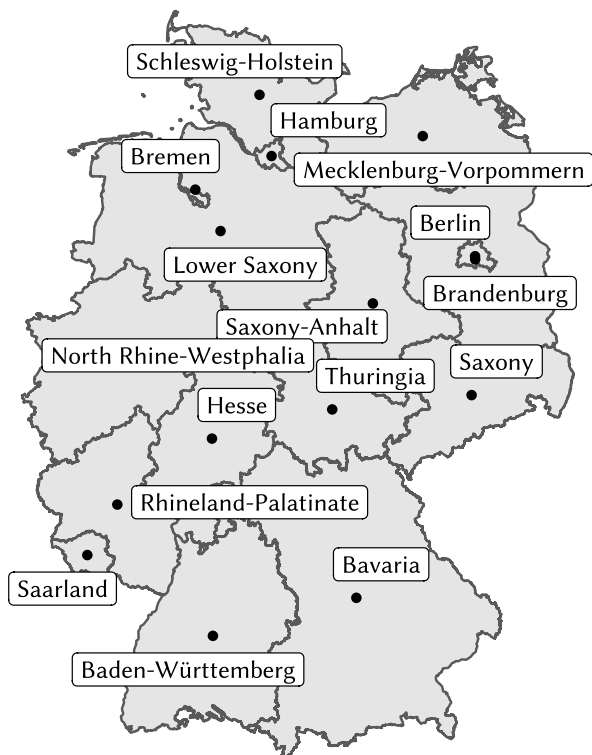 Schleswig-Holstein
Hamburg
Bremen
Mecklenburg-Vorpommern
Berlin
Lower Saxony
Brandenburg
Saxony-Anhalt
North Rhine-Westphalia
Saxony
Thuringia
Hesse
Rhineland-Palatinate
Bavaria
Saarland
Baden-Württemberg